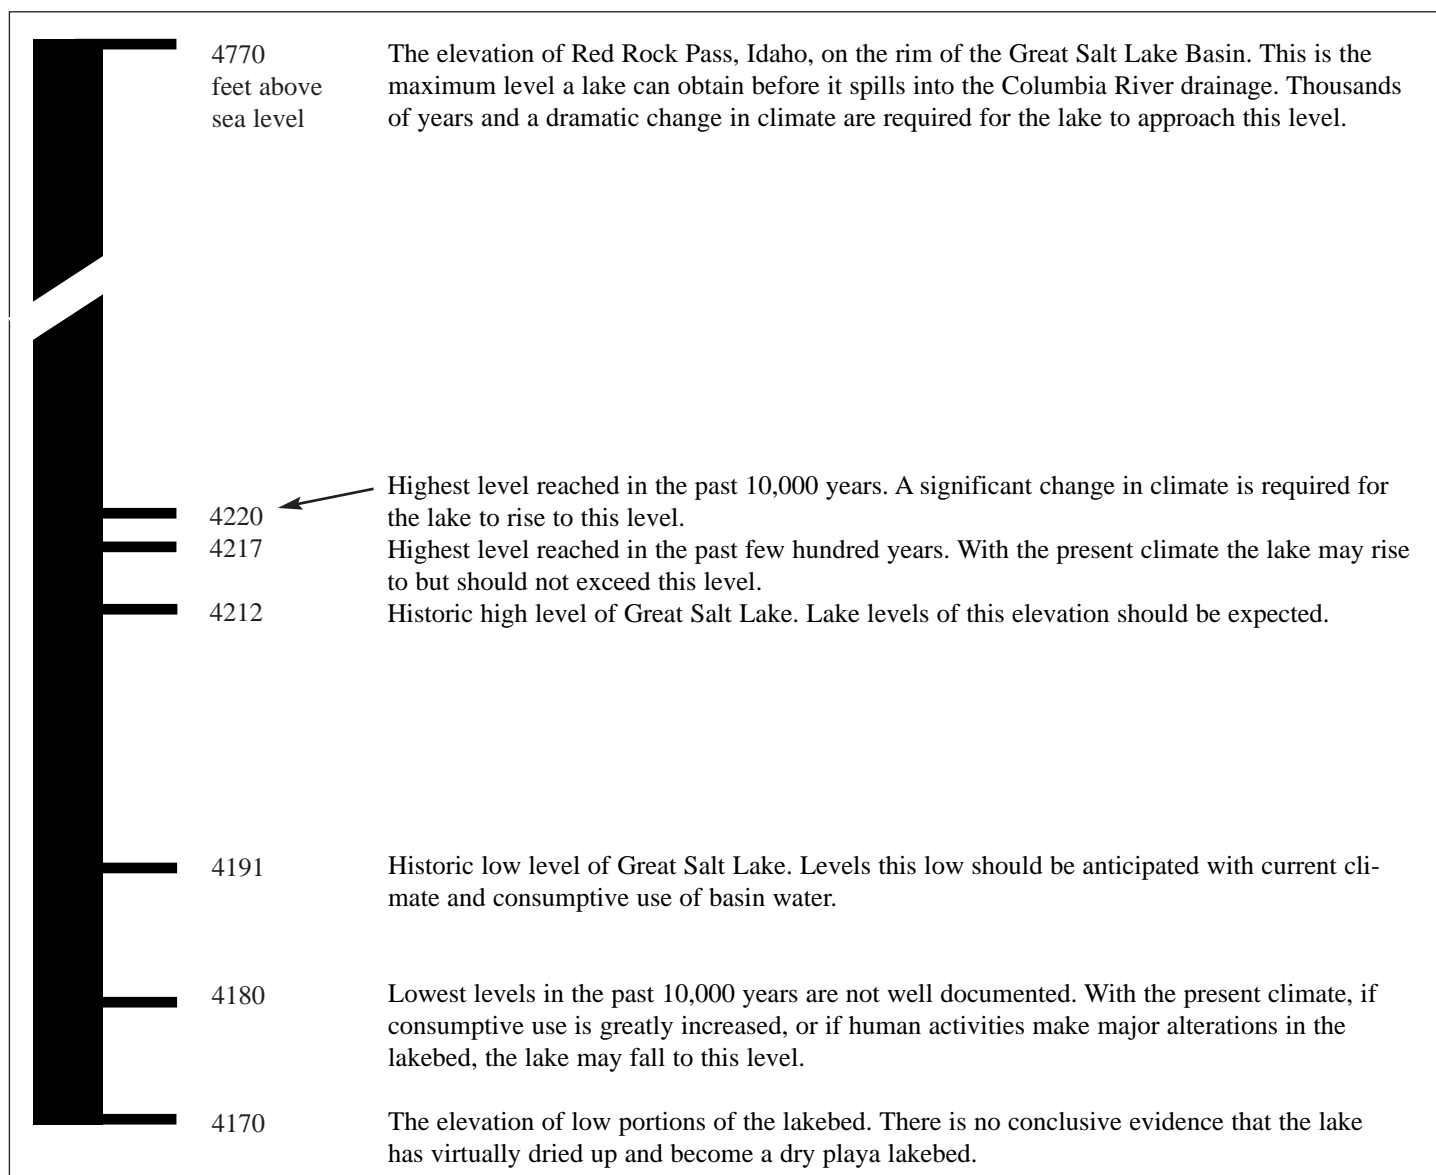 4770 The elevation of Red Rock Pass, Idaho, on the rim of the Great Salt Lake Basin. This is the
feet above maximum level a lake can obtain before it spills into the Columbia River drainage. Thousands
sea level of years and a dramatic change in climate are required for the lake to approach this level.
Highest level reached in the past 10,000 years. A significant change in climate is required for
4220 the lake to rise to this level.
4217 Highest level reached in the past few hundred years. With the present climate the lake may rise
to but should not exceed this level.
4212 Historic high level of Great Salt Lake. Lake levels of this elevation should be expected.
4191 Historic low level of Great Salt Lake. Levels this low should be anticipated with current cli-
mate and consumptive use of basin water.
4180 Lowest levels in the past 10,000 years are not well documented. With the present climate, if
consumptive use is greatly increased, or if human activities make major alterations in the
lakebed, the lake may fall to this level.
4170 The elevation of low portions of the lakebed. There is no conclusive evidence that the lake
has virtually dried up and become a dry playa lakebed.